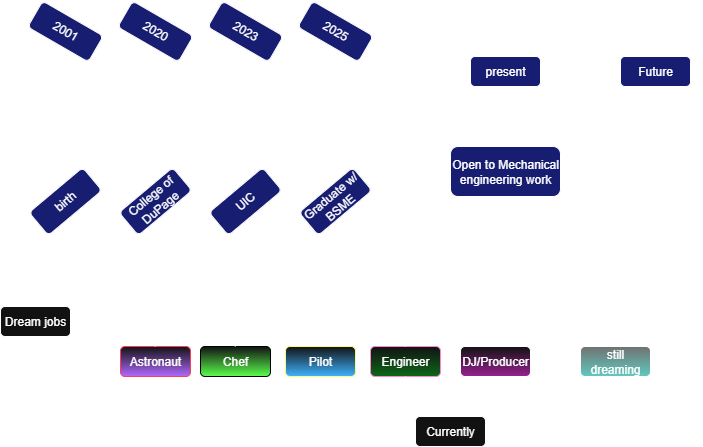 2001
2020
2023
2025
present
Future
birth
College of
DuPage
UIC
Graduate w/
BSME
Open to Mechanical
engineering work
Dream jobs
Astronaut
Chef
Pilot
Engineer
DJ/Producer
still
dreaming
Currently